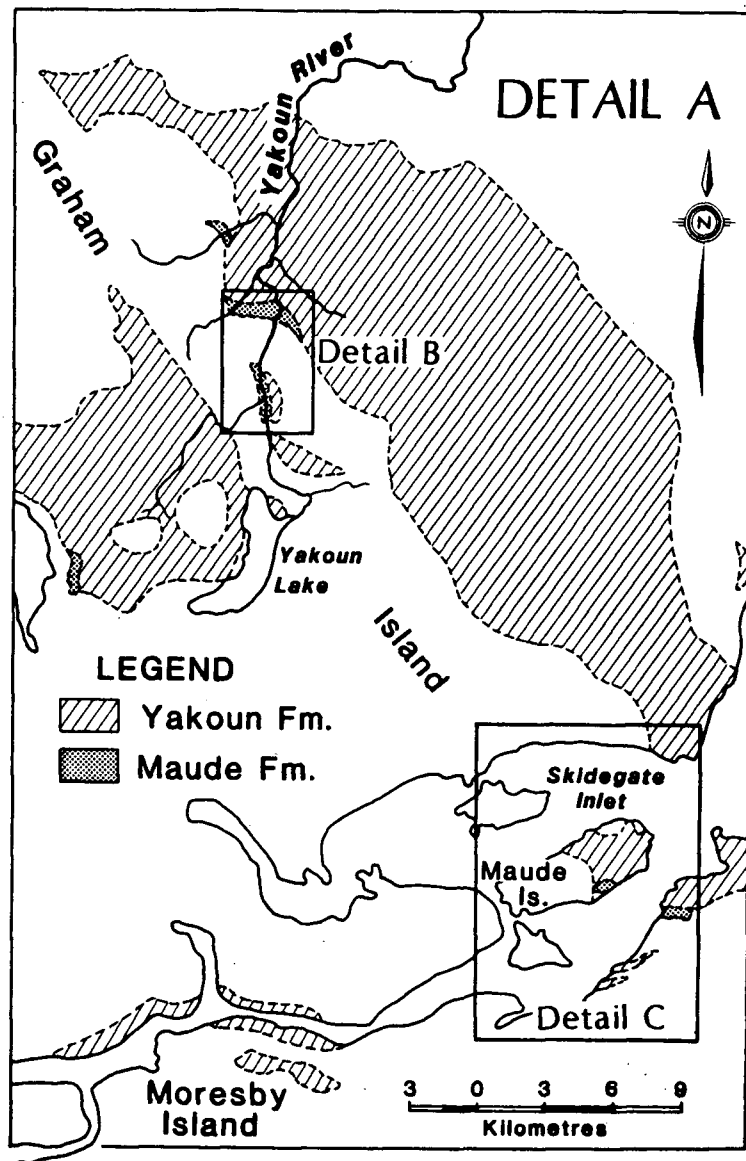 DETAIL A
Yakoun River
Graham
N
Detail B
Yakoun
Lake
Island
LEGEND
Yakoun Fm.
Maude Fm.
Skidegate
Inlet
Maude
Is.
Detail C
Moresby
Island
3 0 3 6 9
Kilometres